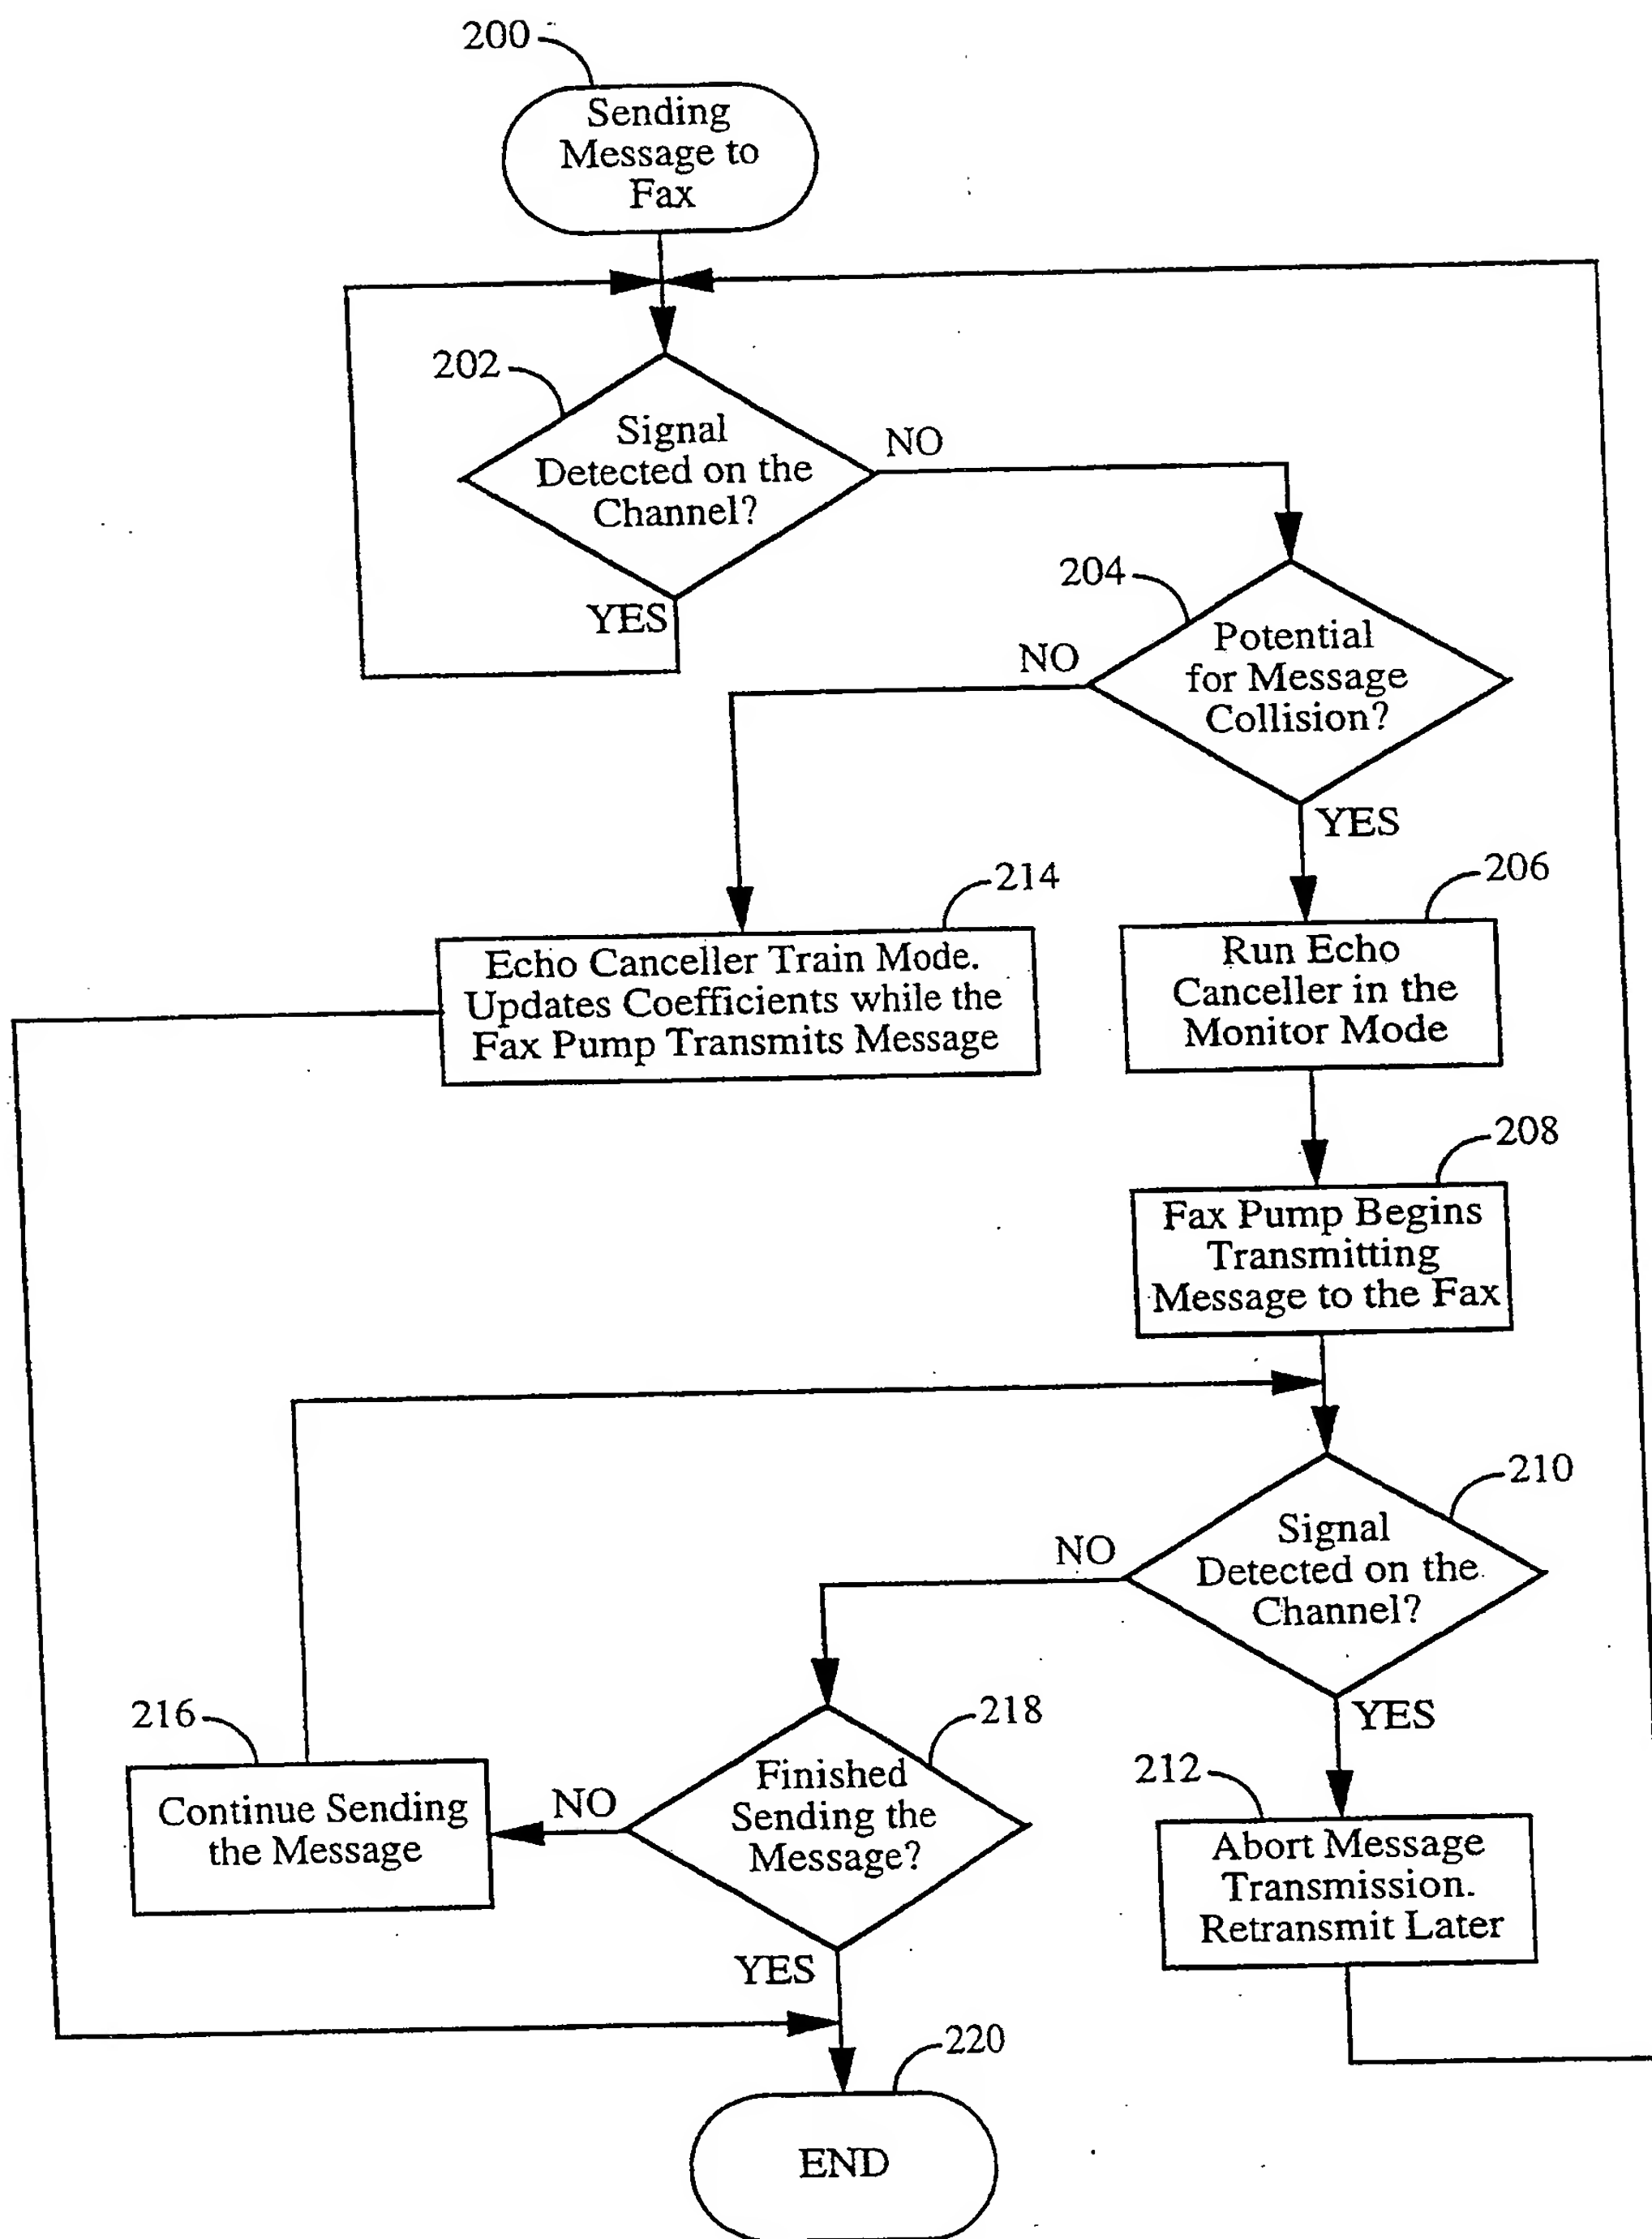 200
Sending
Message to
Fax
202
Signal
Detected on the
Channel?
NO
YES
204
Potential
for Message
Collision?
NO
YES
214
Echo Canceller Train Mode.
Updates Coefficients while the
Fax Pump Transmits Message
206
Run Echo
Canceller in the
Monitor Mode
208
Fax Pump Begins
Transmitting
Message to the Fax
210
Signal
Detected on the
Channel?
NO
YES
216
Continue Sending
the Message
NO
218
Finished
Sending the
Message?
YES
212
Abort Message
Transmission.
Retransmit Later
220
END